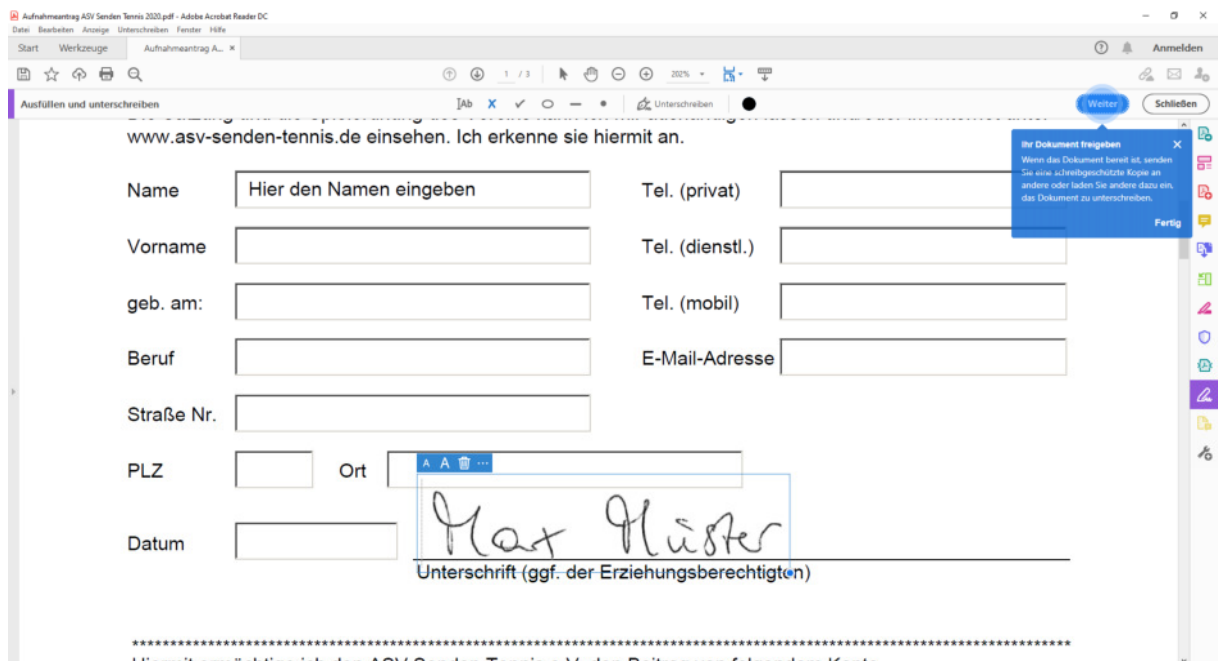 Aufnahmeantrag ASV Senden Tennis 2020.pdf - Adobe Acrobat Reader DC
Datei Bearbeiten Anzeige Unterschreiben Fenster Hilfe
Start Werkzeuge Aufnahmeantrag A... × Anmelden
1 / 3 202%
Ausfüllen und unterschreiben Ab Unterschreiben Weiter Schließen
www.asv-senden-tennis.de einsehen. Ich erkenne sie hiermit an.
Ihr Dokument freigeben
Wenn das Dokument bereit ist, senden
Sie eine schreibgeschützte Kopie an
andere oder laden Sie andere dazu ein,
das Dokument zu unterschreiben.
Fertig
Name Hier den Namen eingeben Tel. (privat)
Vorname Tel. (dienstl.)
geb. am: Tel. (mobil)
Beruf E-Mail-Adresse
Straße Nr.
PLZ Ort A A ...
Max Müster
Datum
Unterschrift (ggf. der Erziehungsberechtigten)